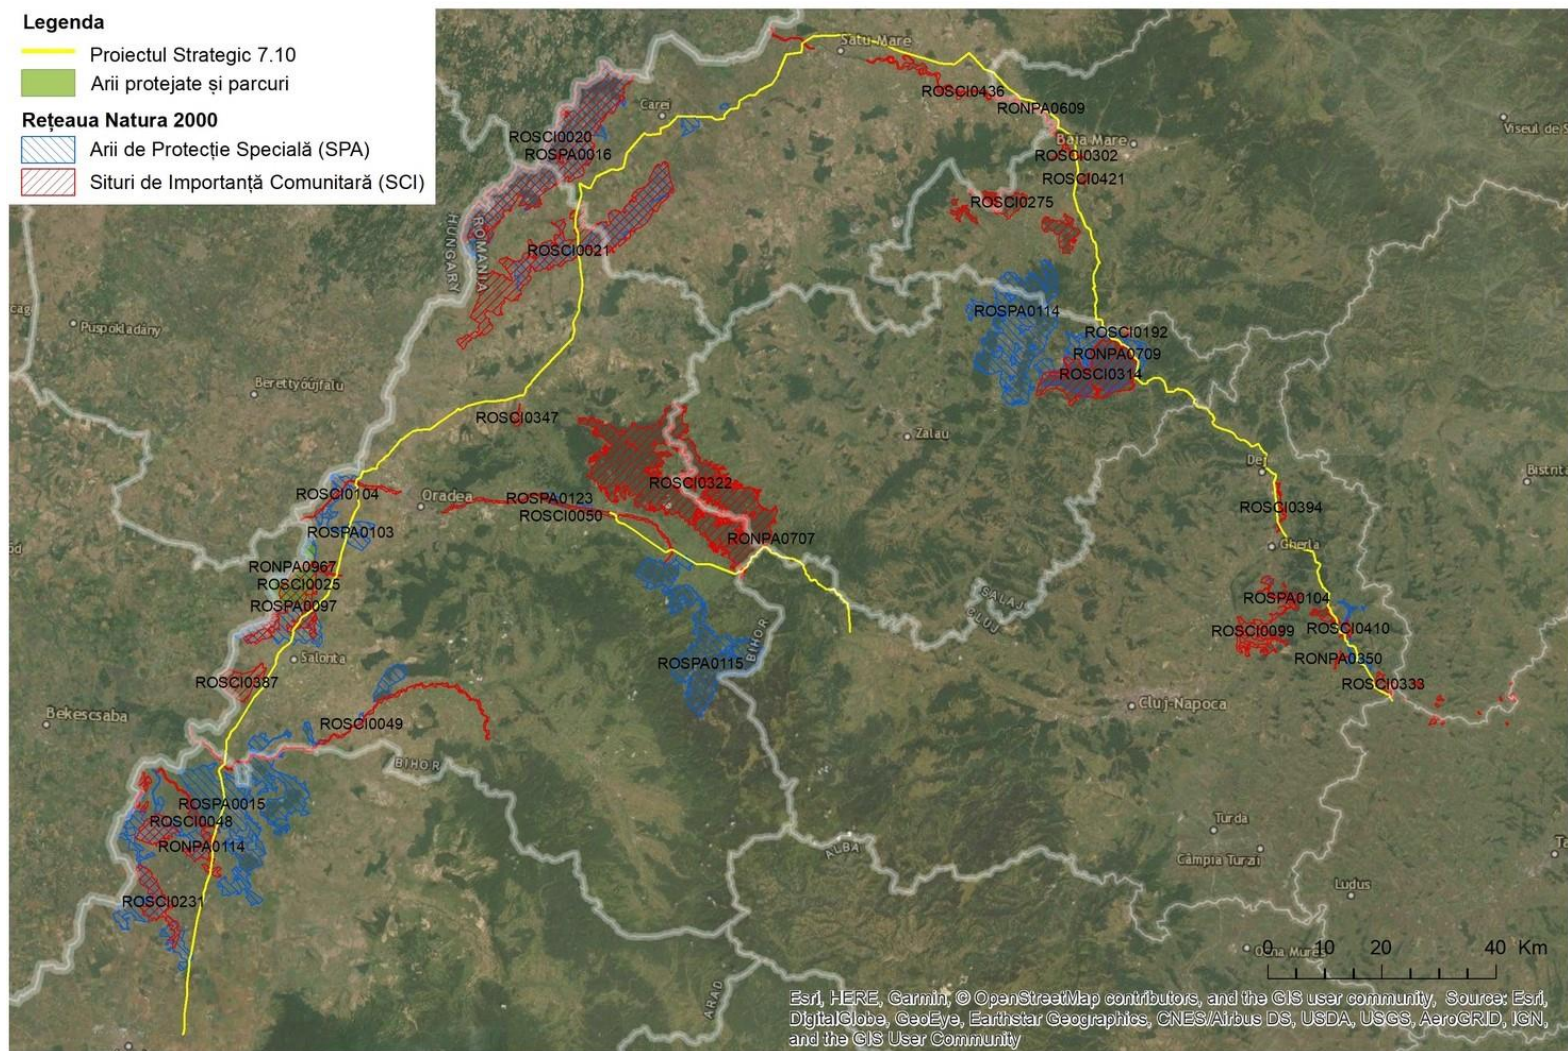 Legenda
Proiectul Strategic 7.10
Arii protejate și parcuri
Rețeaua Natura 2000
Arii de Protecție Specială (SPA)
Situri de Importanță Comunitară (SCI)
Satu Mare
ROSCI0436
Carei
RONPA0609
Baia Mare
ROSCI0020
ROSPA0016
ROSCI0302
ROSCI0421
ROSCI0275
HUNGARY
ROMANIA
ROSCI0021
ROSPA0114
Puspokladány
ROSCI0192
RONPA0709
ROSCI0314
Berettyóújfalu
ROSCI0347
Zalau
Dej
Bistrit
ROSCI0322
ROSCI0104
Oradea
ROSPA0123
ROSCI0050
ROSCI0394
ROSPA0103
RONPA0707
Gherla
RONPA0967
ROSCI0025
ROSPA0097
SALAJ
CLUJ
ROSPA0104
ROSCI0099
ROSCI0410
BIHOR
Salonta
ROSPA0115
RONPA0350
ROSCI0387
ROSCI0333
Bekescsaba
ROSCI0049
Cluj-Napoca
BIHOR
ROSPA0015
ROSCI0048
RONPA0114
Turda
ALBA
Câmpia Turzi
Ludus
ROSCI0231
Ocna Mures
0 10 20 40 Km
ARAD
Esri, HERE, Garmin, © OpenStreetMap contributors, and the GIS user community, Source: Esri,
DigitalGlobe, GeoEye, Earthstar Geographics, CNES/Airbus DS, USDA, USGS, AeroGRID, IGN,
and the GIS User Community